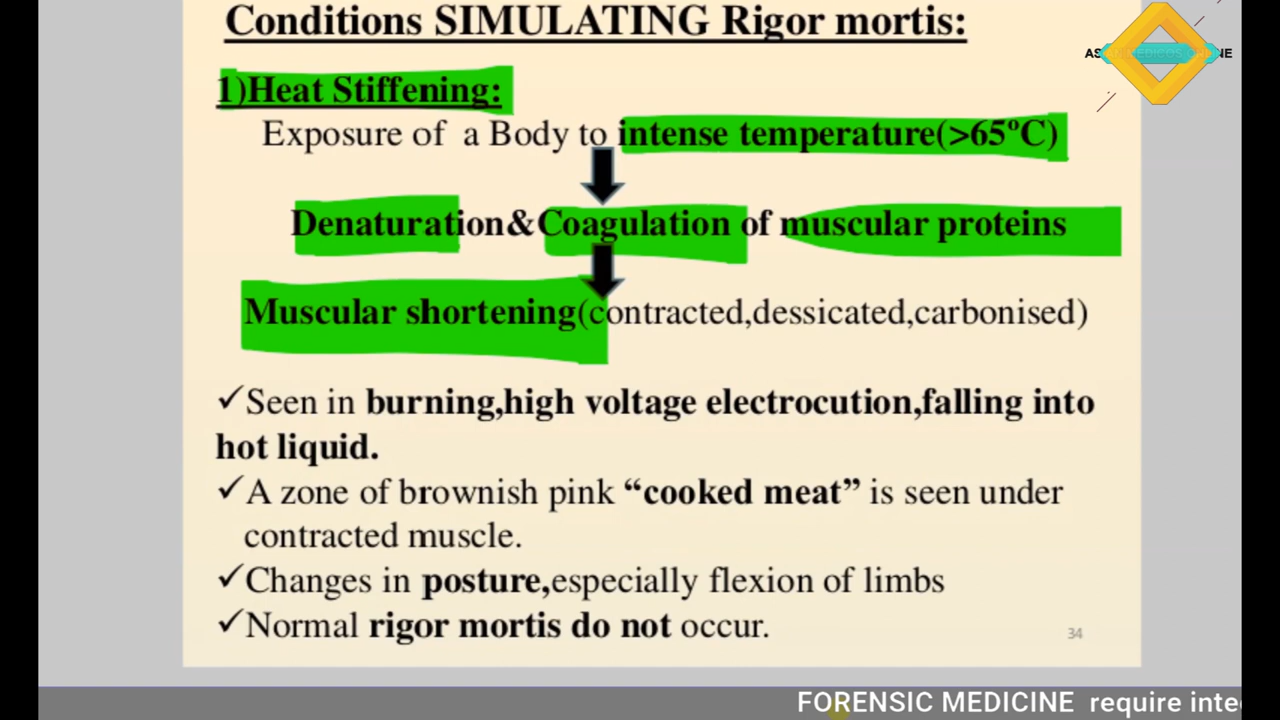 Conditions SIMULATING Rigor mortis:
1)Heat Stiffening:
Exposure of a Body to intense temperature(>65ºC)
Denaturation&Coagulation of muscular proteins
Muscular shortening(contracted,dessicated,carbonised)
✓Seen in burning,high voltage electrocution,falling into
hot liquid.
✓A zone of brownish pink “cooked meat” is seen under
contracted muscle.
✓Changes in posture,especially flexion of limbs
✓Normal rigor mortis do not occur.
34
FORENSIC MEDICINE require inte